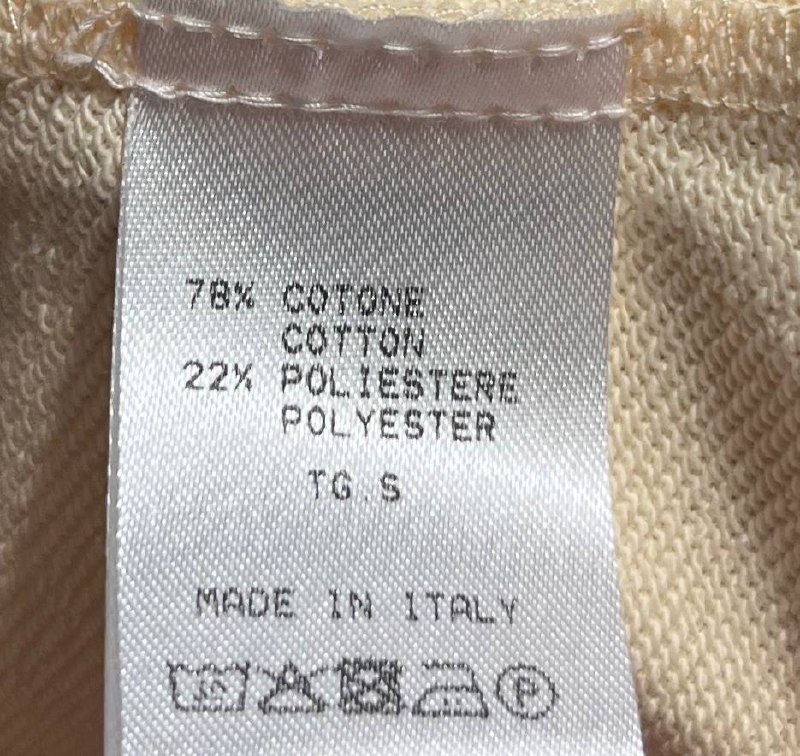 78% COTONE
COTTON
22% POLIESTERE
POLYESTER
TG.S
MADE IN ITALY
P